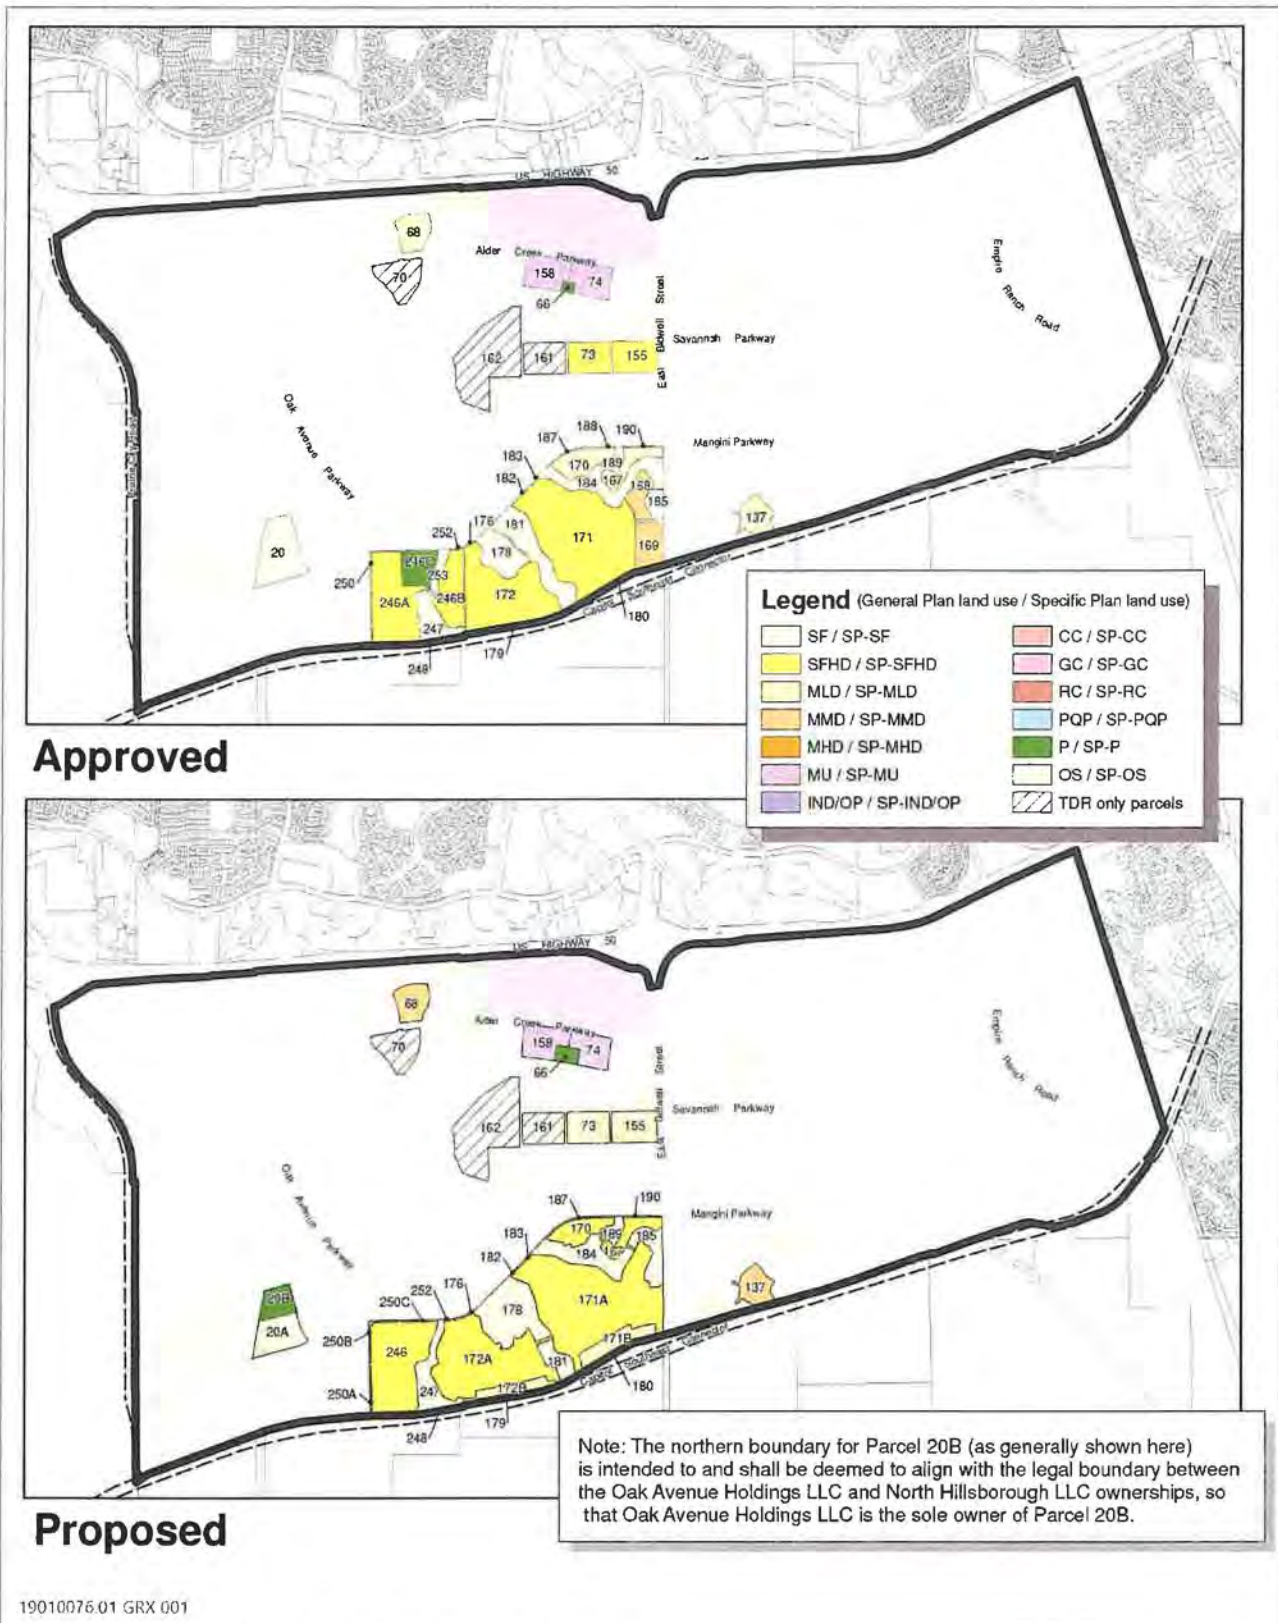 US HIGHWAY 50
68
70
Alder Creek Parkway
158
74
66
East Bidwell Street
Savannah Parkway
162
161
73
155
Empire Ranch Road
Oak Avenue Parkway
188
190
187
Mangini Parkway
183
170
189
182
184
167
168
185
176
181
252
137
20
171
178
169
250
253
246A
246B
172
Capital Southeast Connector
180
247
179
248
Approved
Legend (General Plan land use / Specific Plan land use)
SF / SP-SF
SFHD / SP-SFHD
MLD / SP-MLD
MMD / SP-MMD
MHD / SP-MHD
MU / SP-MU
IND/OP / SP-IND/OP
CC / SP-CC
GC / SP-GC
RC / SP-RC
PQP / SP-PQP
P / SP-P
OS / SP-OS
TDR only parcels
US HIGHWAY 50
68
70
Alder Creek Parkway
158
74
66
East Bidwell Street
Savannah Parkway
162
161
73
155
Empire Ranch Road
Oak Avenue Parkway
187
190
Mangini Parkway
183
170
189
185
182
184
176
252
250C
178
171A
137
20B
20A
250B
246
172A
171B
181
250A
247
172B
Capital Southeast Connector
180
179
248
Note: The northern boundary for Parcel 20B (as generally shown here)
is intended to and shall be deemed to align with the legal boundary between
the Oak Avenue Holdings LLC and North Hillsborough LLC ownerships, so
that Oak Avenue Holdings LLC is the sole owner of Parcel 20B.
Proposed
19010076.01 GRX 001